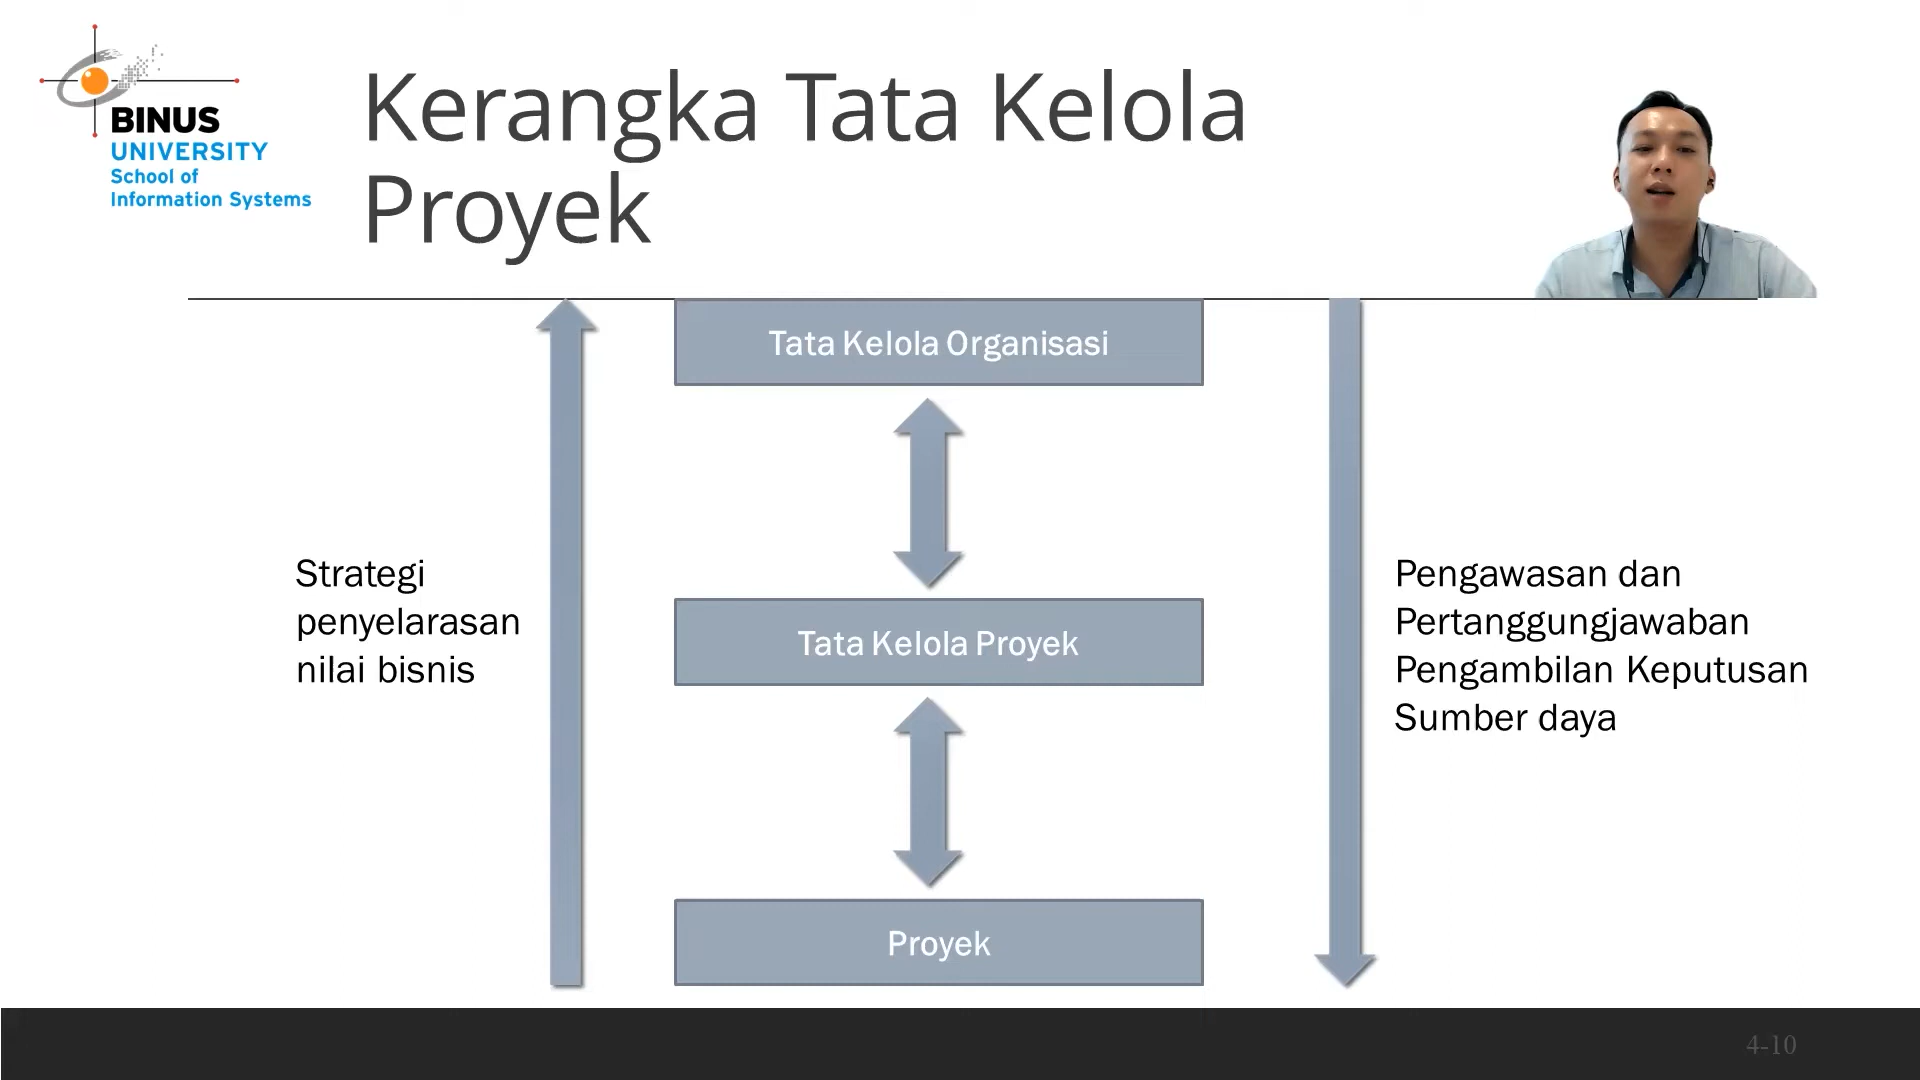 BINUS
UNIVERSITY
School of
Information Systems
Kerangka Tata Kelola
Proyek
Tata Kelola Organisasi
Strategi
penyelarasan
nilai bisnis
Tata Kelola Proyek
Pengawasan dan
Pertanggungjawaban
Pengambilan Keputusan
Sumber daya
Proyek
4-10